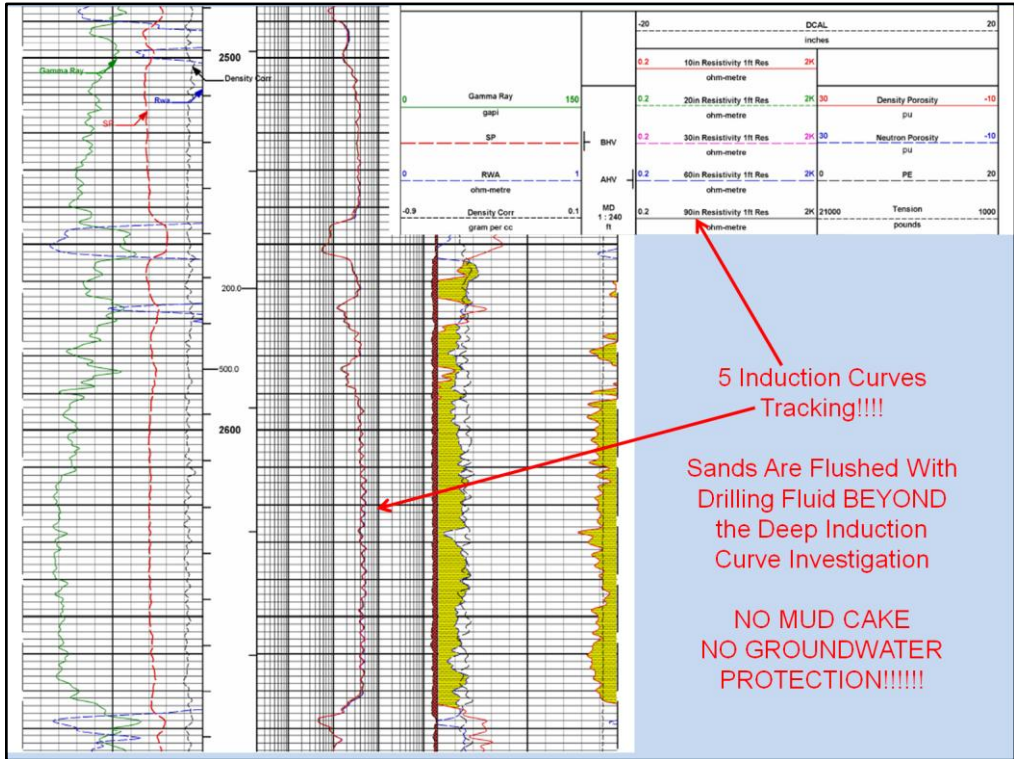 -20 DCAL 20
inches
0.2 10in Resistivity 1ft Res 2K
ohm-metre
0 Gamma Ray 150
gapi
0.2 20in Resistivity 1ft Res 2K
ohm-metre
30 Density Porosity -10
pu
SP
BHV
0.2 30in Resistivity 1ft Res 2K
ohm-metre
30 Neutron Porosity -10
pu
0 RWA 1
ohm-metre
AHV
0.2 60in Resistivity 1ft Res 2K
ohm-metre
0 PE 20
-0.9 Density Corr 0.1
gram per cc
MD
1 : 240
ft
0.2 90in Resistivity 1ft Res 2K
ohm-metre
21000 Tension 1000
pounds
2500
Gamma Ray
Density Corr
Rwa
SP
200.0
500.0
2600
5 Induction Curves
Tracking!!!!
Sands Are Flushed With
Drilling Fluid BEYOND
the Deep Induction
Curve Investigation
NO MUD CAKE
NO GROUNDWATER
PROTECTION!!!!!!